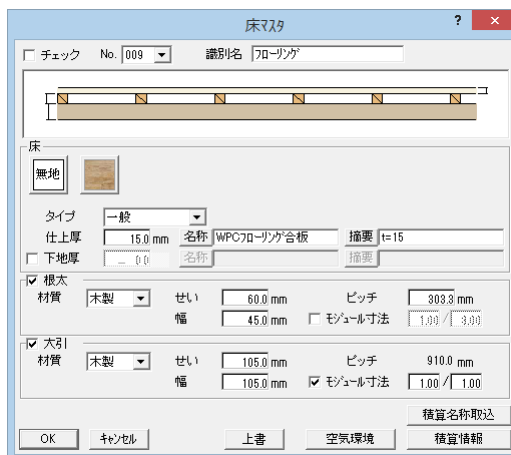 床ﾏｽﾀ ? ×
チェック No. 009 識別名 ﾌﾛｰﾘﾝｸﾞ
床
無地
タイプ 一般
仕上厚 15.0 mm 名称 WPCﾌﾛｰﾘﾝｸﾞ合板 摘要 t=15
下地厚 0.0 名称 摘要
根太
材質 木製 せい 60.0 mm ピッチ 303.3 mm
幅 45.0 mm ﾓｼﾞｭｰﾙ寸法 1.00 / 3.00
大引
材質 木製 せい 105.0 mm ピッチ 910.0 mm
幅 105.0 mm ﾓｼﾞｭｰﾙ寸法 1.00 / 1.00
積算名称取込
OK ｷｬﾝｾﾙ 上書 空気環境 積算情報